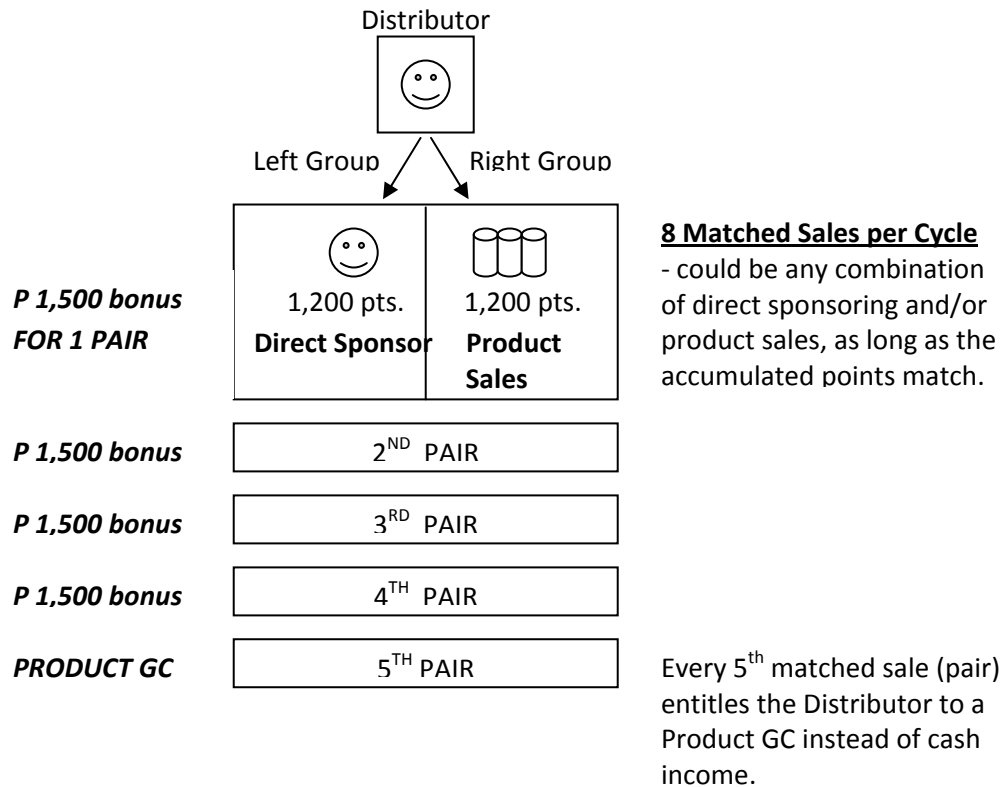 Distributor
Left Group Right Group
8 Matched Sales per Cycle
- could be any combination
of direct sponsoring and/or
product sales, as long as the
accumulated points match.
P 1,500 bonus
FOR 1 PAIR
1,200 pts. 1,200 pts.
Direct Sponsor Product
Sales
P 1,500 bonus 2ND PAIR
P 1,500 bonus 3RD PAIR
P 1,500 bonus 4TH PAIR
PRODUCT GC 5TH PAIR
Every 5th matched sale (pair)
entitles the Distributor to a
Product GC instead of cash
income.